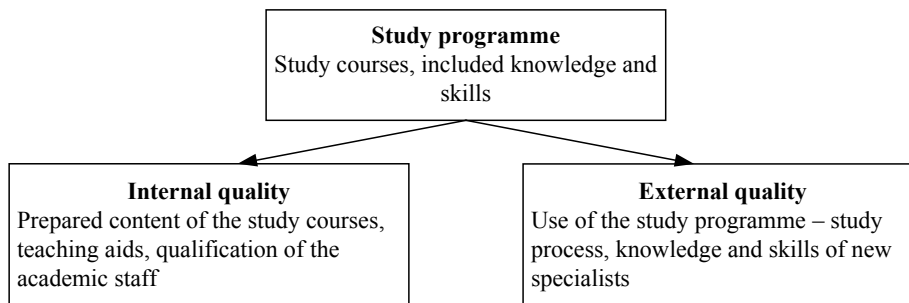 Study programme
Study courses, included knowledge and
skills
Internal quality
Prepared content of the study courses,
teaching aids, qualification of the
academic staff
External quality
Use of the study programme – study
process, knowledge and skills of new
specialists